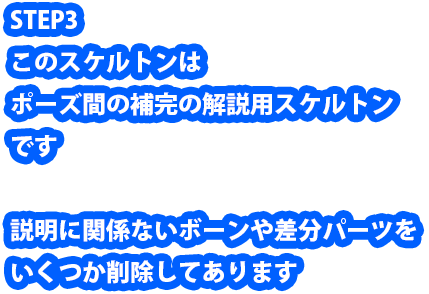 STEP3
このスケルトンは
ポーズ間の補完の解説用スケルトン
です
説明に関係ないボーンや差分パーツを
いくつか削除してあります